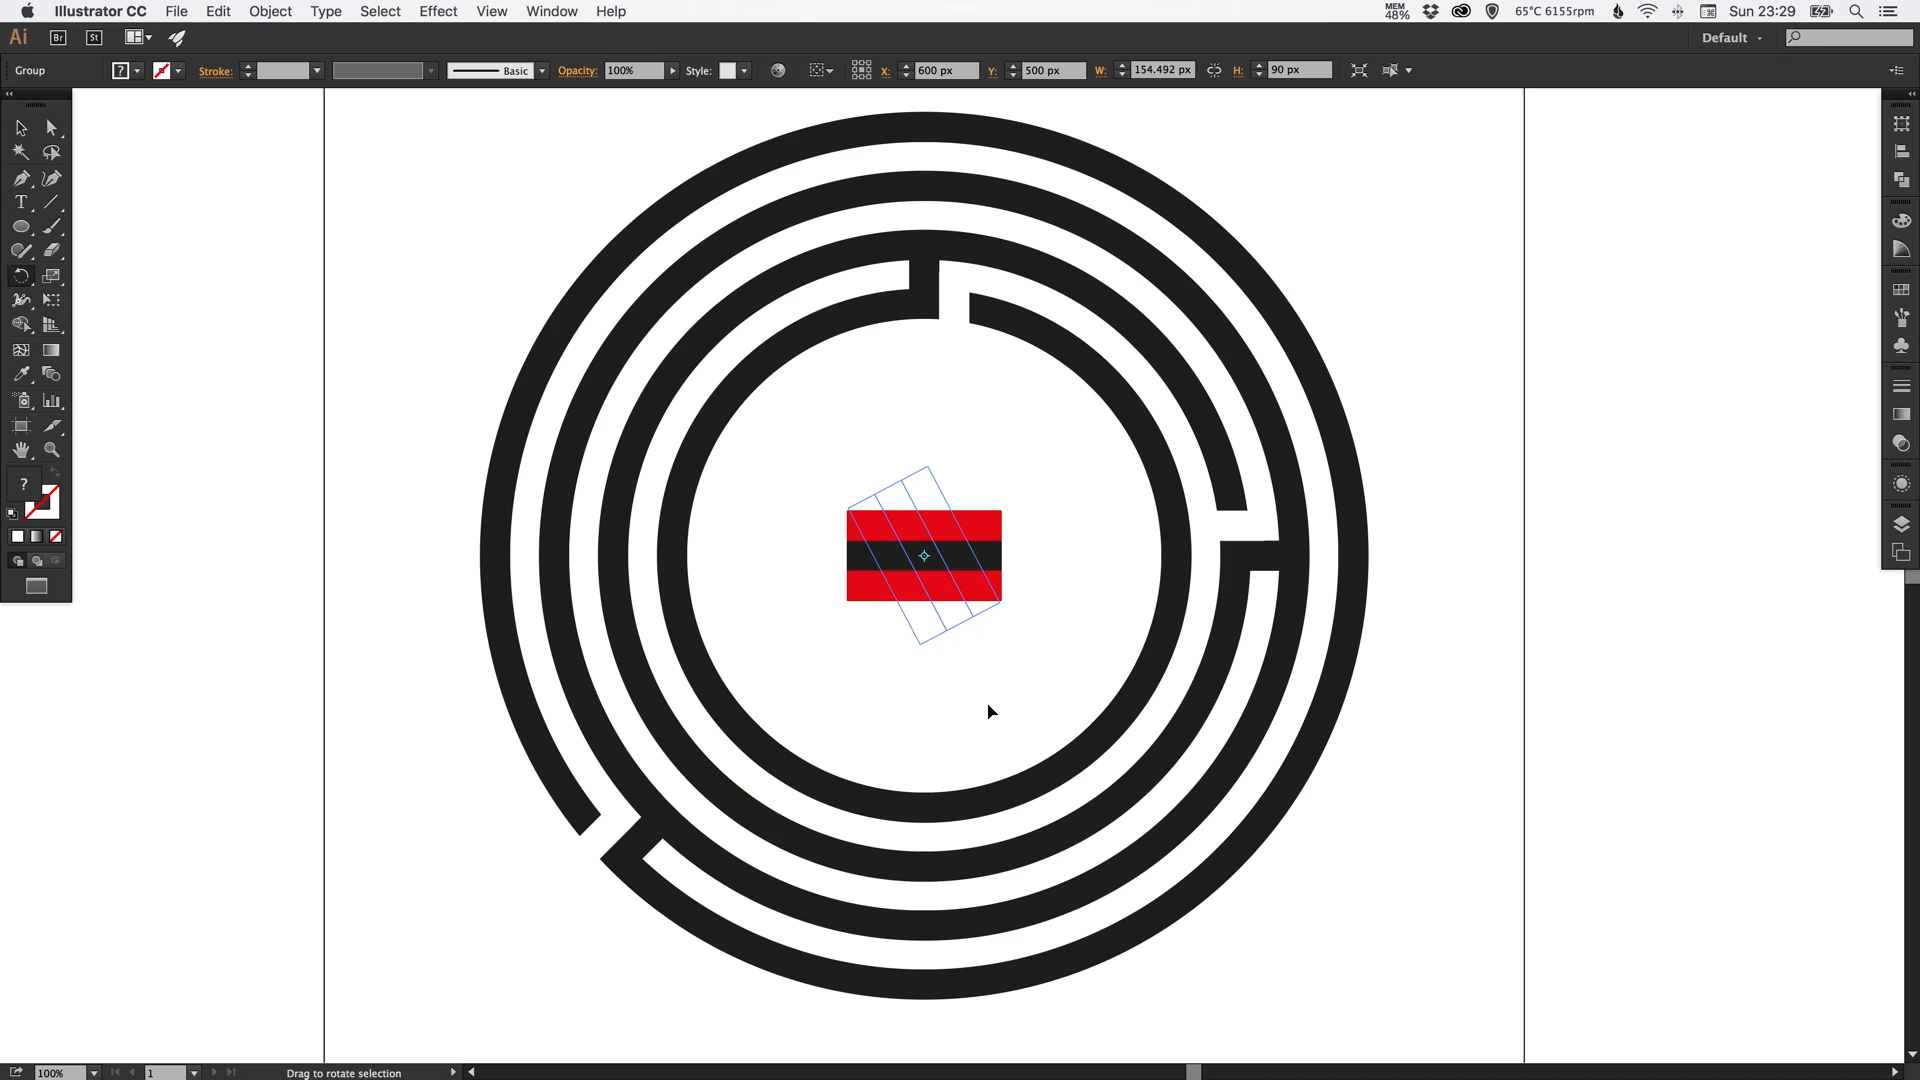 Illustrator CC File Edit Object Type Select Effect View Window Help MEM 48% 65°C 6155rpm Sun 23:29
Ai Br St Default
Group ? Stroke: Basic Opacity: 100% Style: X: 600 px Y: 500 px W: 154.492 px H: 90 px
T
?
100% 1 Drag to rotate selection